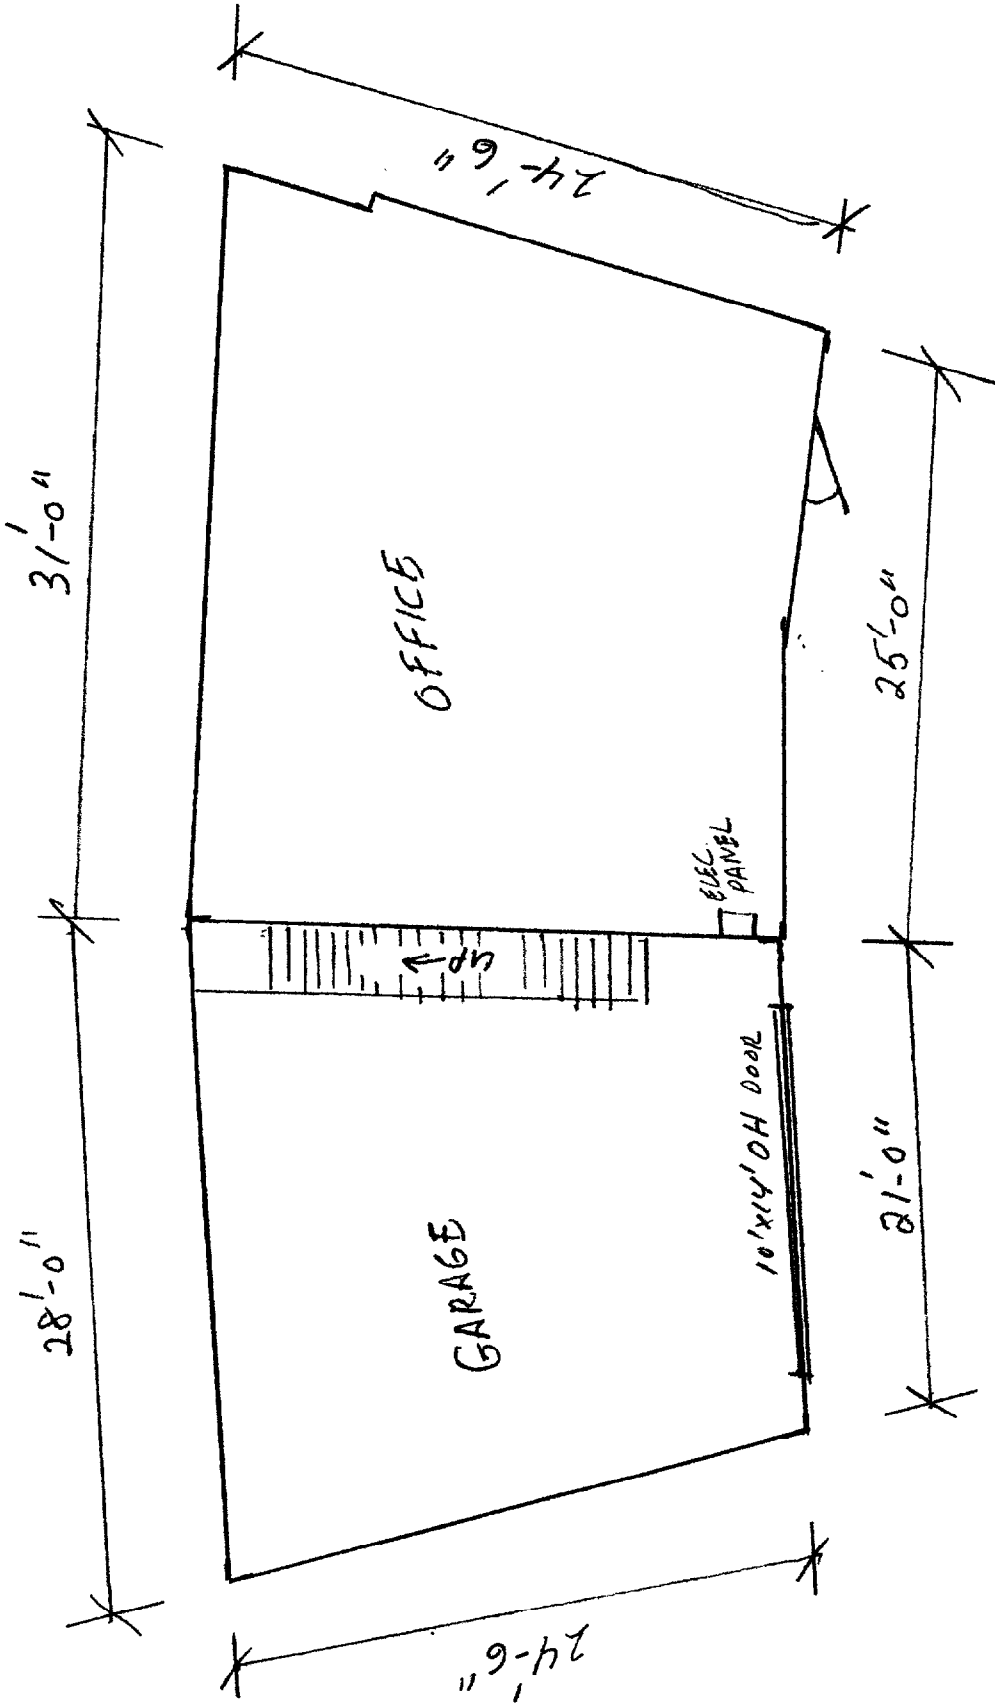 28'-0"
31'-0"
24'-6"
GARAGE
UP
OFFICE
24'-6"
10'x14' OH DOOR
ELEC.
PANEL
21'-0"
25'-0"